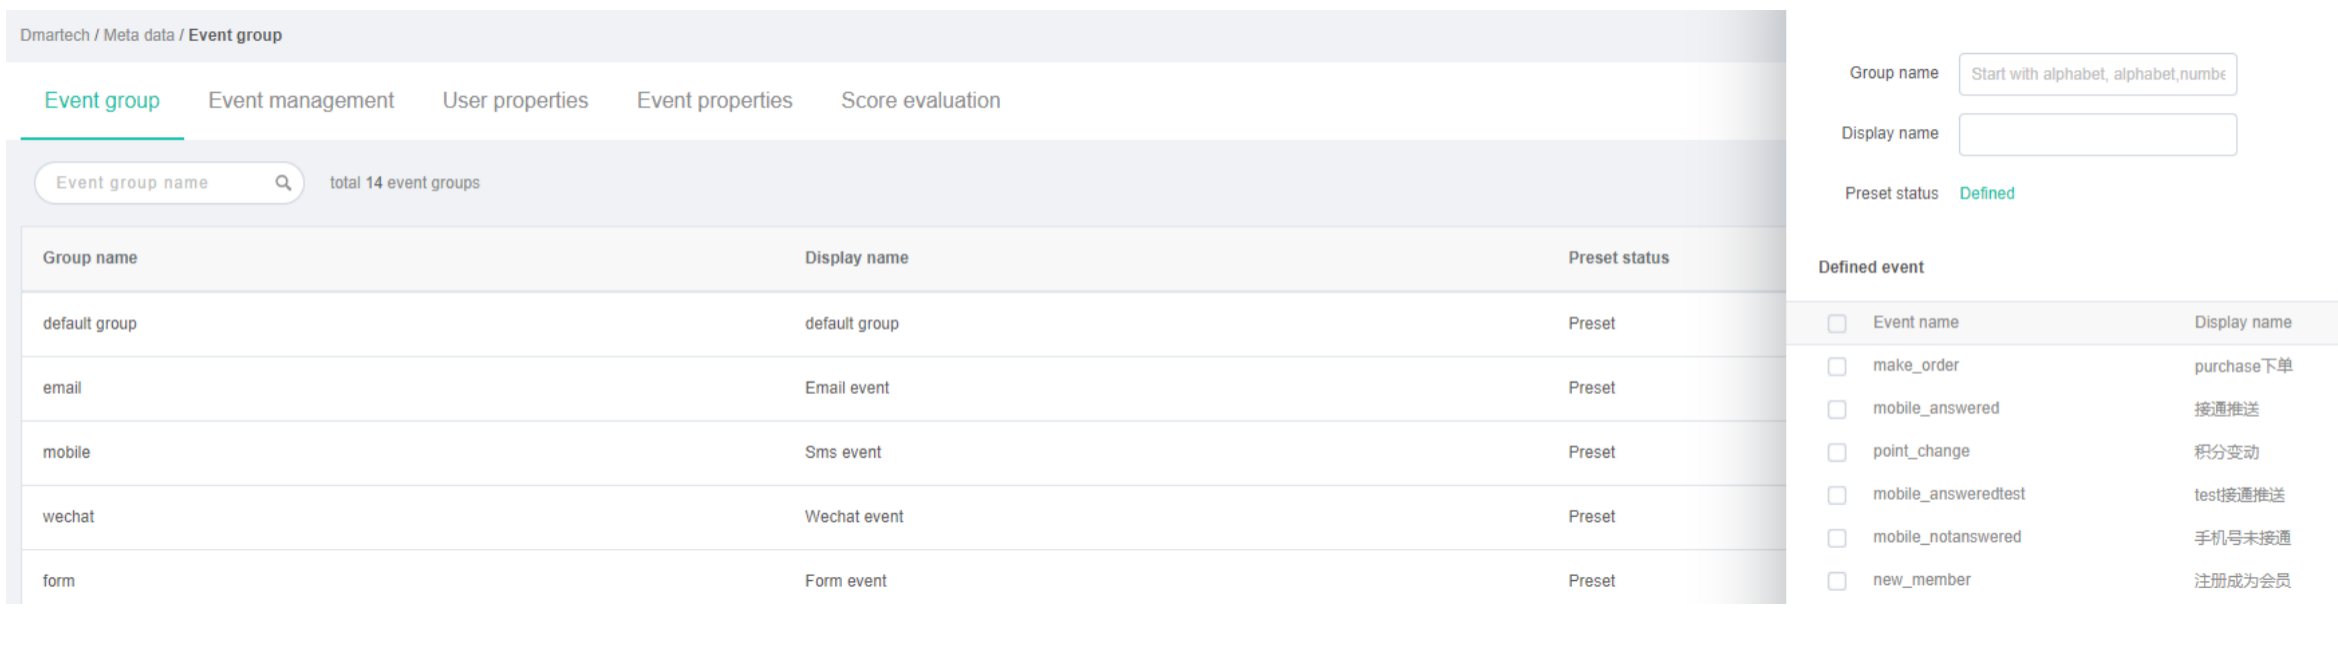 Dmartech / Meta data / Event group
Event group Event management User properties Event properties Score evaluation
Event group name total 14 event groups
Group name Display name Preset status
default group default group Preset
email Email event Preset
mobile Sms event Preset
wechat Wechat event Preset
form Form event Preset
Group name Start with alphabet, alphabet,numbe
Display name
Preset status Defined
Defined event
Event name Display name
make_order purchase下单
mobile_answered 接通推送
point_change 积分变动
mobile_answeredtest test接通推送
mobile_notanswered 手机号未接通
new_member 注册成为会员